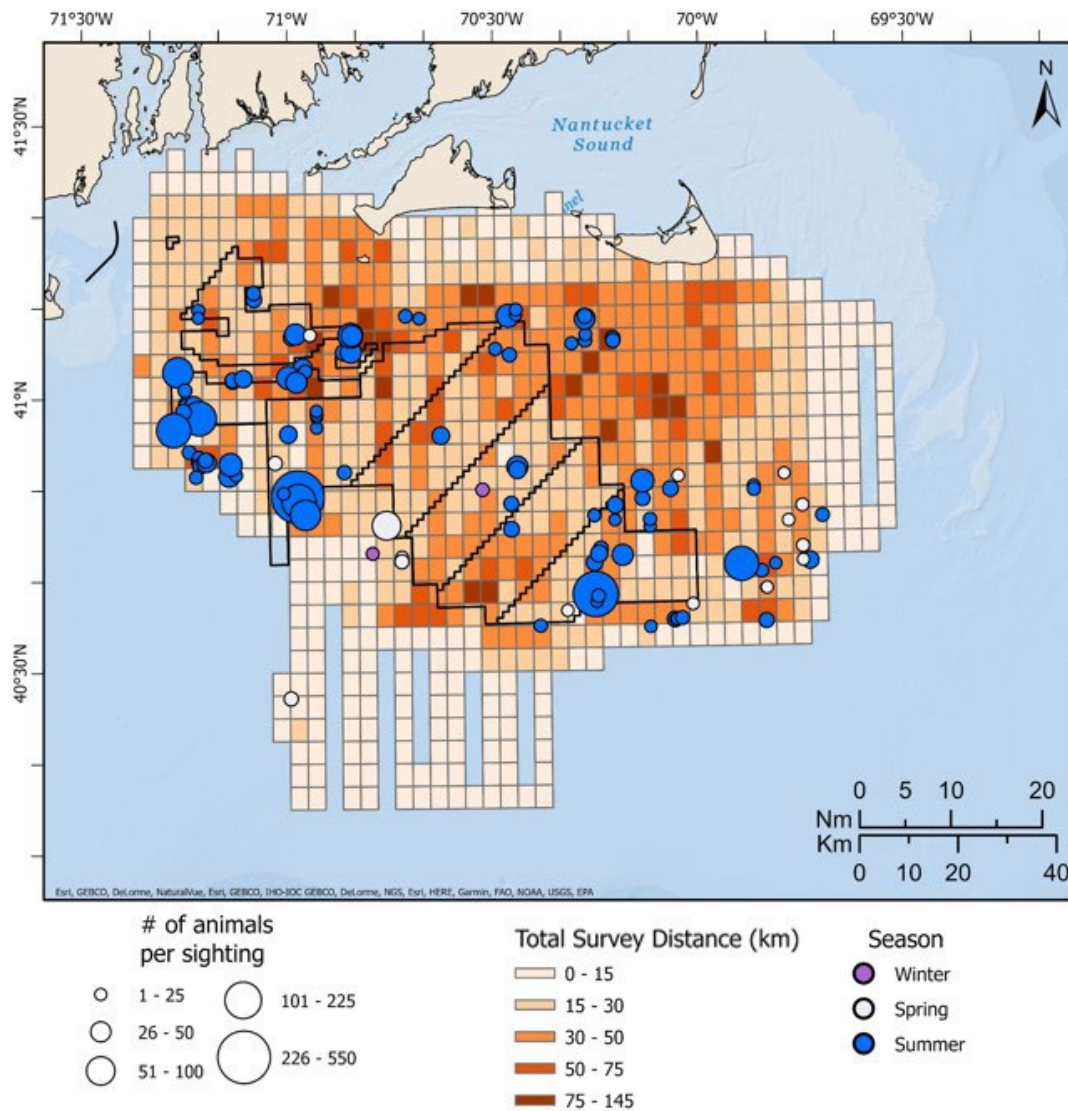 71°30'W 71°W 70°30'W 70°W 69°30'W
N
41°30'N
Nantucket
Sound
nel
41°N
40°30'N
0 5 10 20
Nm
Km
0 10 20 40
Esri, GEBCO, DeLorme, NaturalVue, Esri, GEBCO, IHO-IOC GEBCO, DeLorme, NGS, Esri, HERE, Garmin, FAO, NOAA, USGS, EPA
# of animals
per sighting
1 - 25
26 - 50
51 - 100
101 - 225
226 - 550
Total Survey Distance (km)
0 - 15
15 - 30
30 - 50
50 - 75
75 - 145
Season
Winter
Spring
Summer